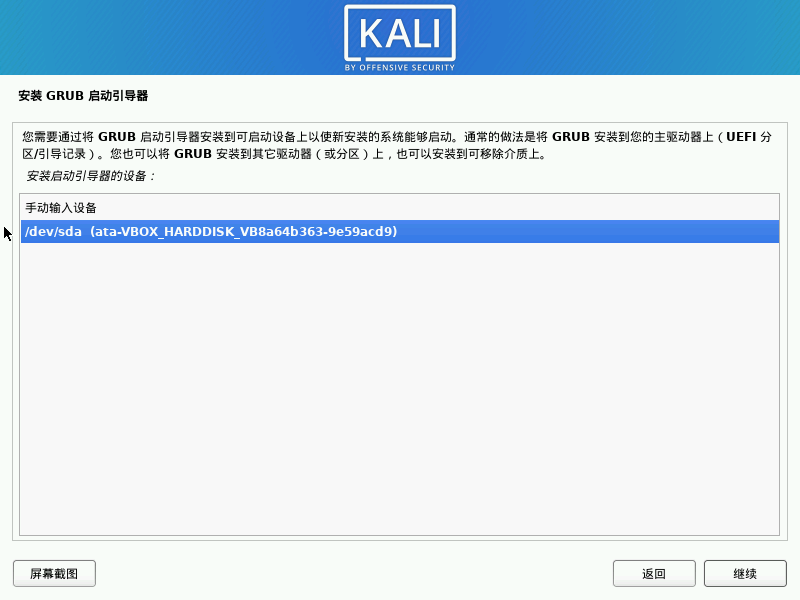 KALI
BY OFFENSIVE SECURITY
安装 GRUB 启动引导器
您需要通过将 GRUB 启动引导器安装到可启动设备上以使新安装的系统能够启动。通常的做法是将 GRUB 安装到您的主驱动器上（UEFI 分
区/引导记录）。您也可以将 GRUB 安装到其它驱动器（或分区）上，也可以安装到可移除介质上。
安装启动引导器的设备：
手动输入设备
/dev/sda  (ata-VBOX_HARDDISK_VB8a64b363-9e59acd9)
屏幕截图
返回
继续